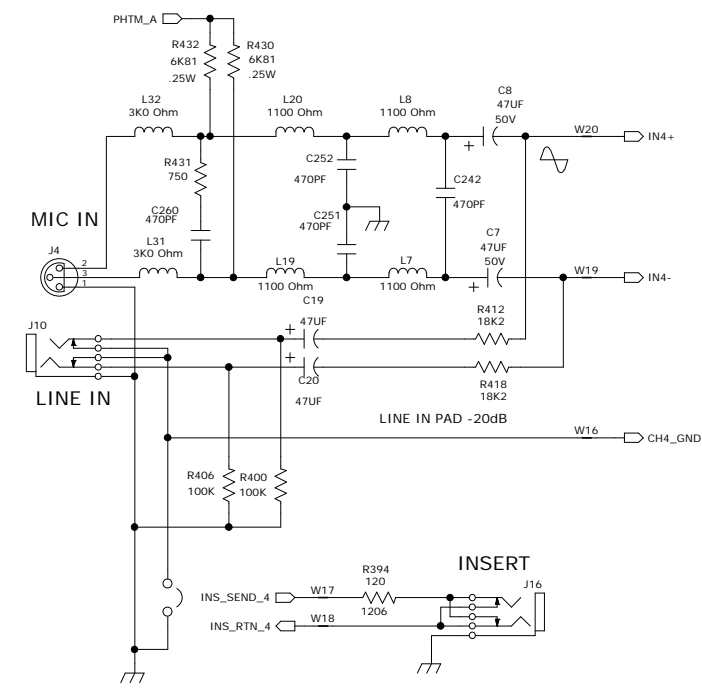 PHTM_A
R432
6K81
.25W
R430
6K81
.25W
L32
3K0 Ohm
L20
1100 Ohm
L8
1100 Ohm
C8
47UF
50V
+
W20
IN4+
R431
750
C252
470PF
C242
470PF
C260
470PF
C251
470PF
MIC IN
J4
2
3
1
L31
3K0 Ohm
L19
1100 Ohm
L7
1100 Ohm
C7
47UF
50V
+
W19
IN4-
C19
47UF
+
R412
18K2
J10
+
C20
47UF
R418
18K2
LINE IN
LINE IN PAD -20dB
W16
CH4_GND
R406
100K
R400
100K
INSERT
R394
120
1206
J16
INS_SEND_4
W17
INS_RTN_4
W18